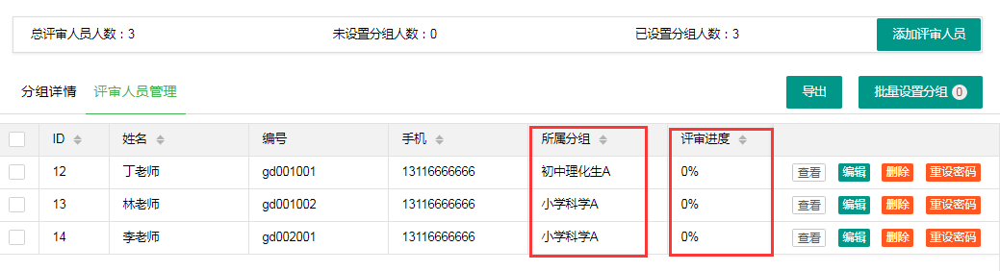 总评审人员人数：3 未设置分组人数：0 已设置分组人数：3 添加评审人员
分组详情 评审人员管理 导出 批量设置分组 0
ID 姓名 编号 手机 所属分组 评审进度
12 丁老师 gd001001 13116666666 初中理化生A 0% 查看 编辑 删除 重设密码
13 林老师 gd001002 13116666666 小学科学A 0% 查看 编辑 删除 重设密码
14 李老师 gd002001 13116666666 小学科学A 0% 查看 编辑 删除 重设密码